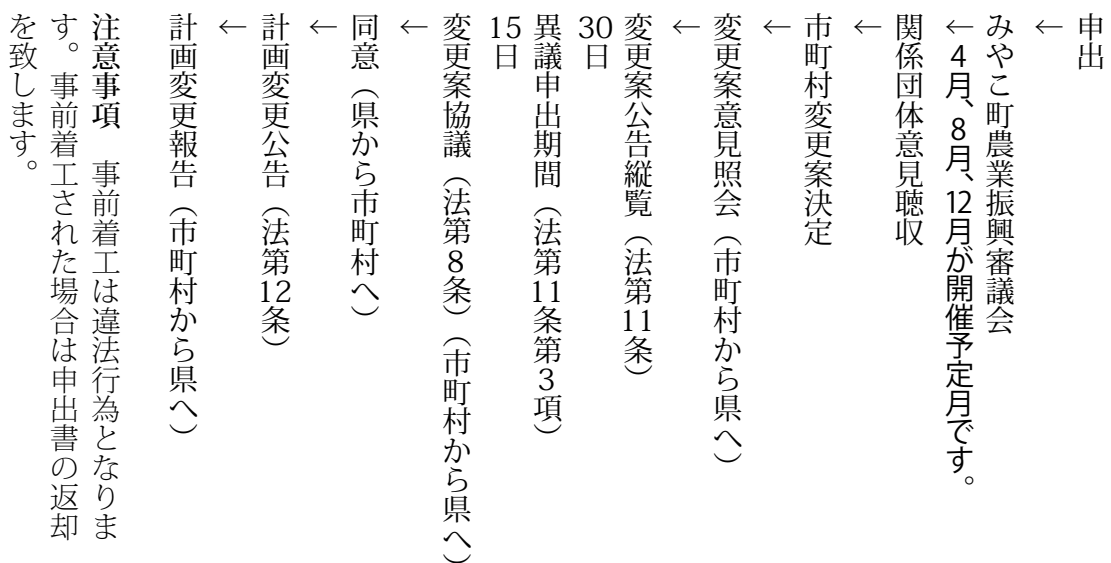 申出
←
みやこ町農業振興審議会
←4月、8月、12月が開催予定月です。
関係団体意見聴収
←
市町村変更案決定
←
変更案意見照会（市町村から県へ）
←
変更案公告縦覧（法第11条）
30日
異議申出期間（法第11条第3項）
15日
変更案協議（法第8条）（市町村から県へ）
←
同意（県から市町村へ）
←
計画変更公告（法第12条）
←
計画変更報告（市町村から県へ）
注意事項　事前着工は違法行為となりま
す。事前着工された場合は申出書の返却
を致します。